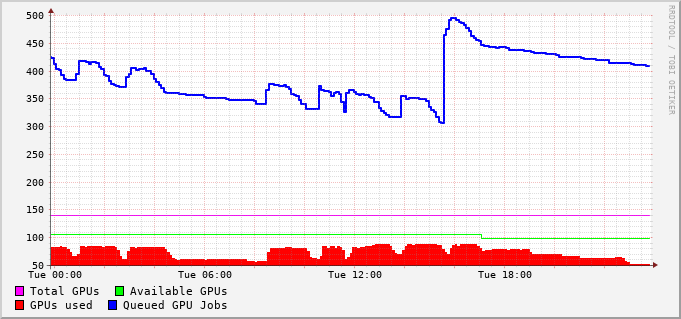 500
450
400
350
300
250
200
150
100
50
Tue 00:00 Tue 06:00 Tue 12:00 Tue 18:00
Total GPUs Available GPUs
GPUs used Queued GPU Jobs
RRDTOOL / TOBI OETIKER